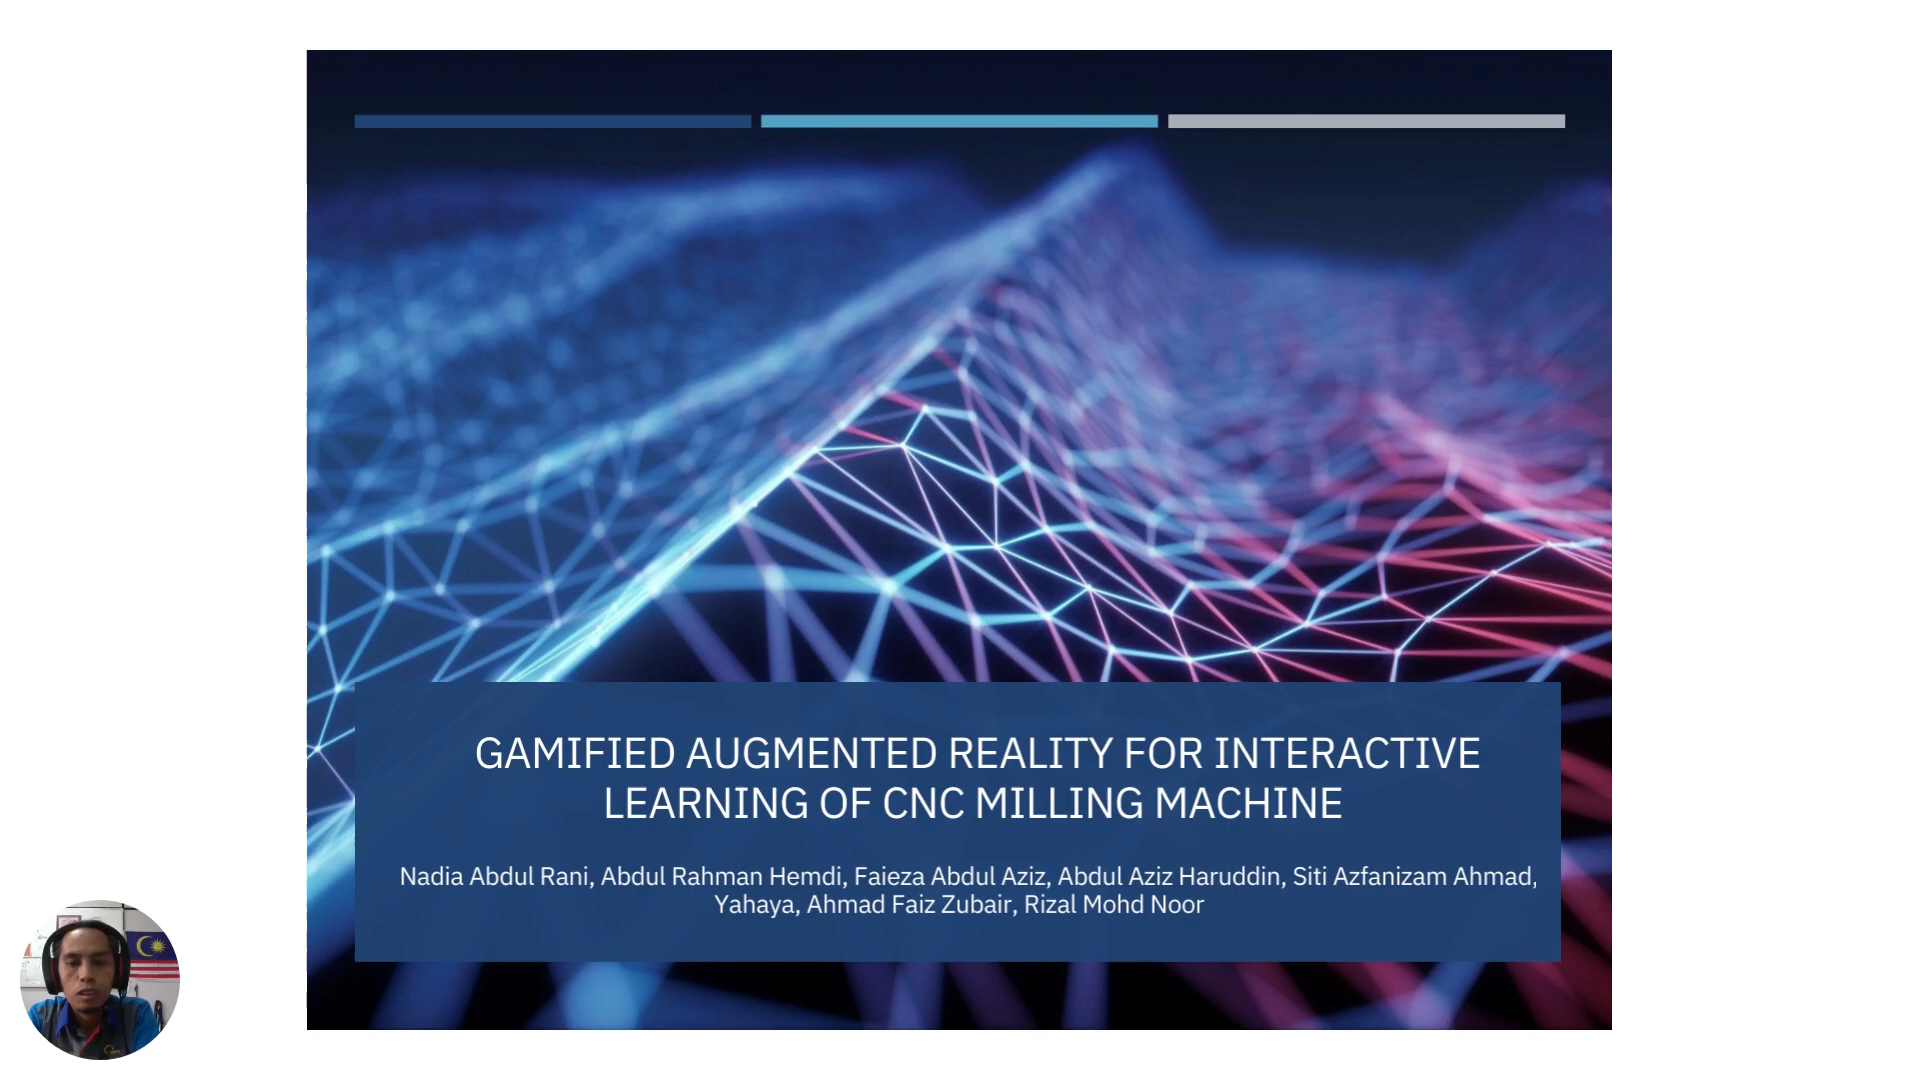 GAMIFIED AUGMENTED REALITY FOR INTERACTIVE
LEARNING OF CNC MILLING MACHINE
Nadia Abdul Rani, Abdul Rahman Hemdi, Faieza Abdul Aziz, Abdul Aziz Haruddin, Siti Azfanizam Ahmad,
Yahaya, Ahmad Faiz Zubair, Rizal Mohd Noor